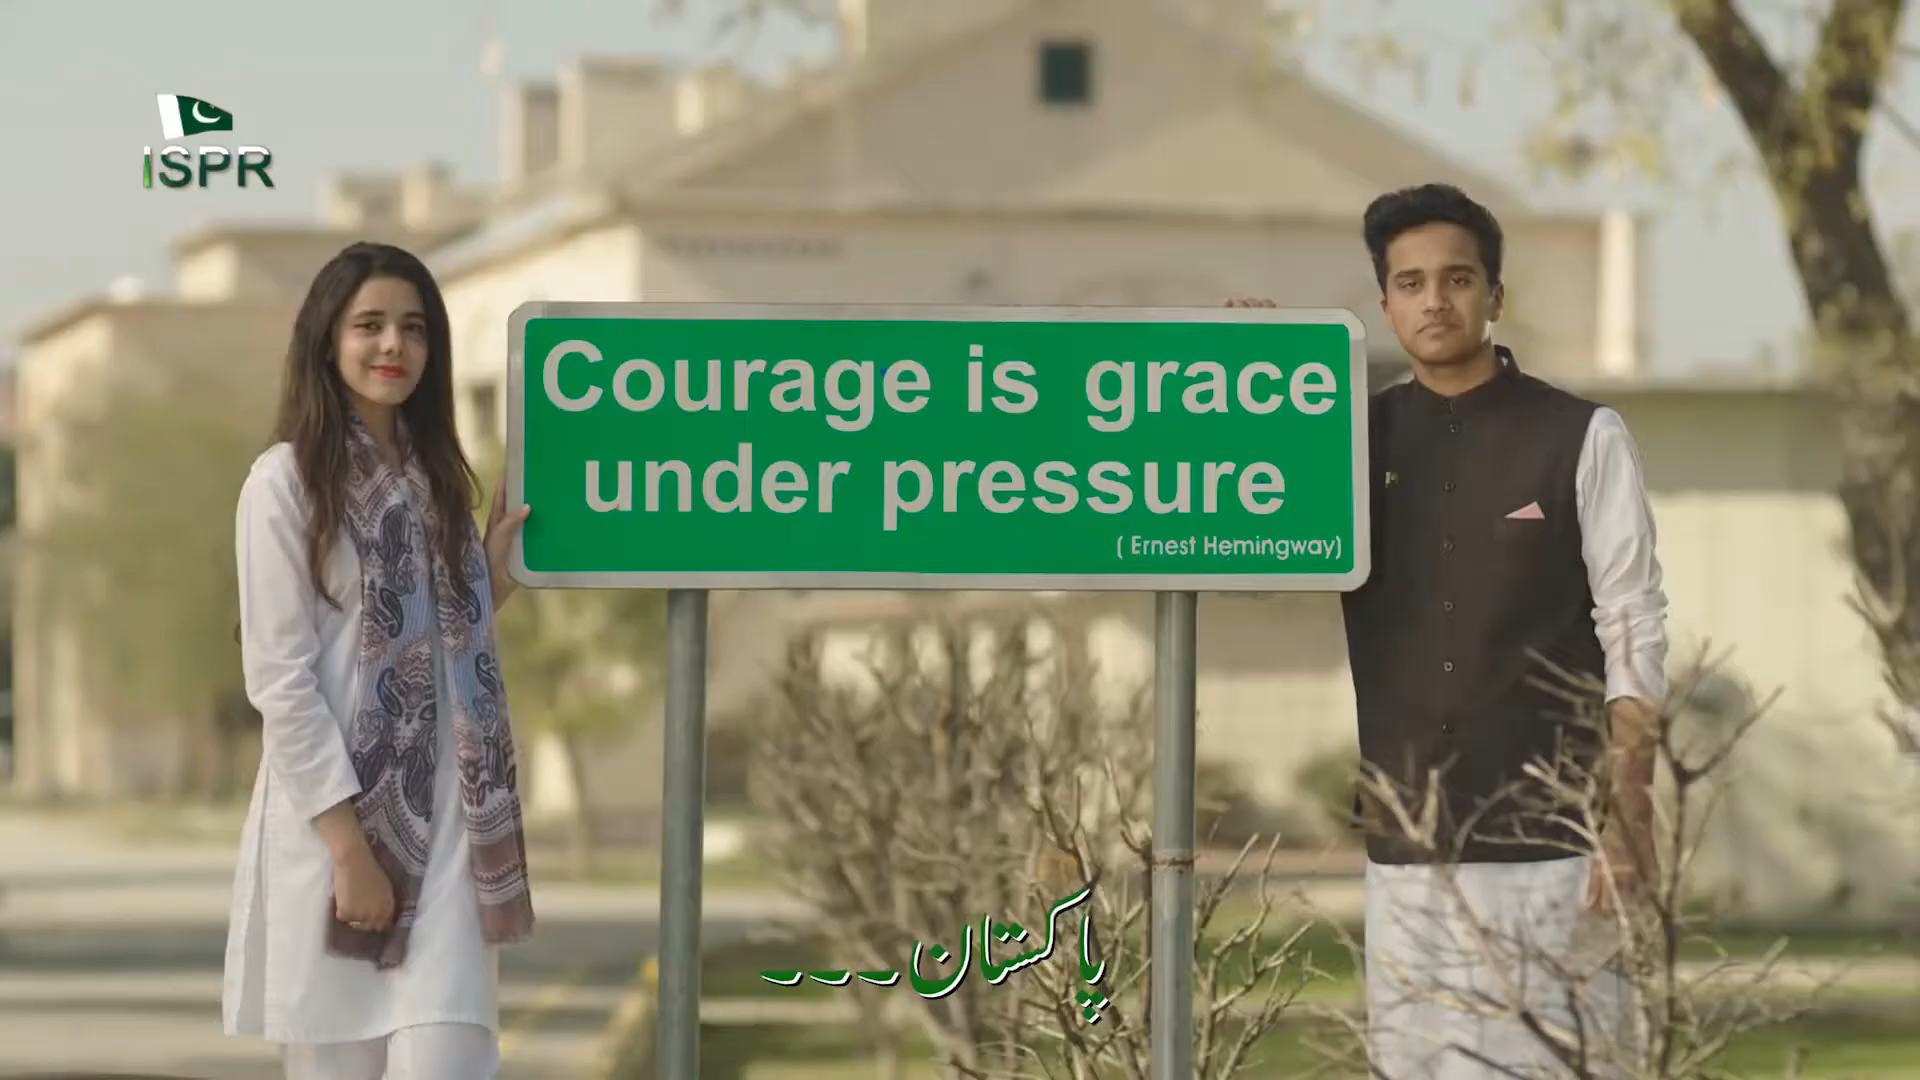 ISPR
Courage is grace
under pressure
( Ernest Hemingway)
پاکستان ۔۔۔